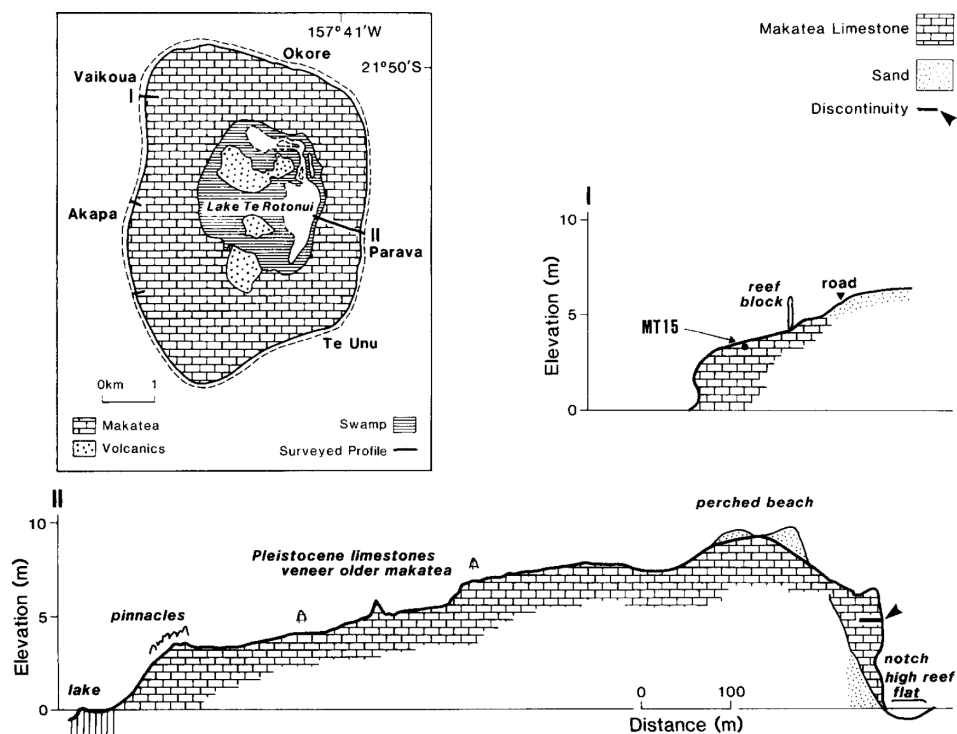 157°41'W
Okore
21°50'S
Vaikoua
I
Akapa
Lake Te Rotonui
II
Parava
Te Unu
0km 1
Makatea
Swamp
Volcanics
Surveyed Profile
Makatea Limestone
Sand
Discontinuity
I
10
5
0
Elevation (m)
MT15
reef
block
road
II
10
5
0
Elevation (m)
lake
pinnacles
Pleistocene limestones
veneer older makatea
perched beach
notch
high reef
flat
0 100
Distance (m)